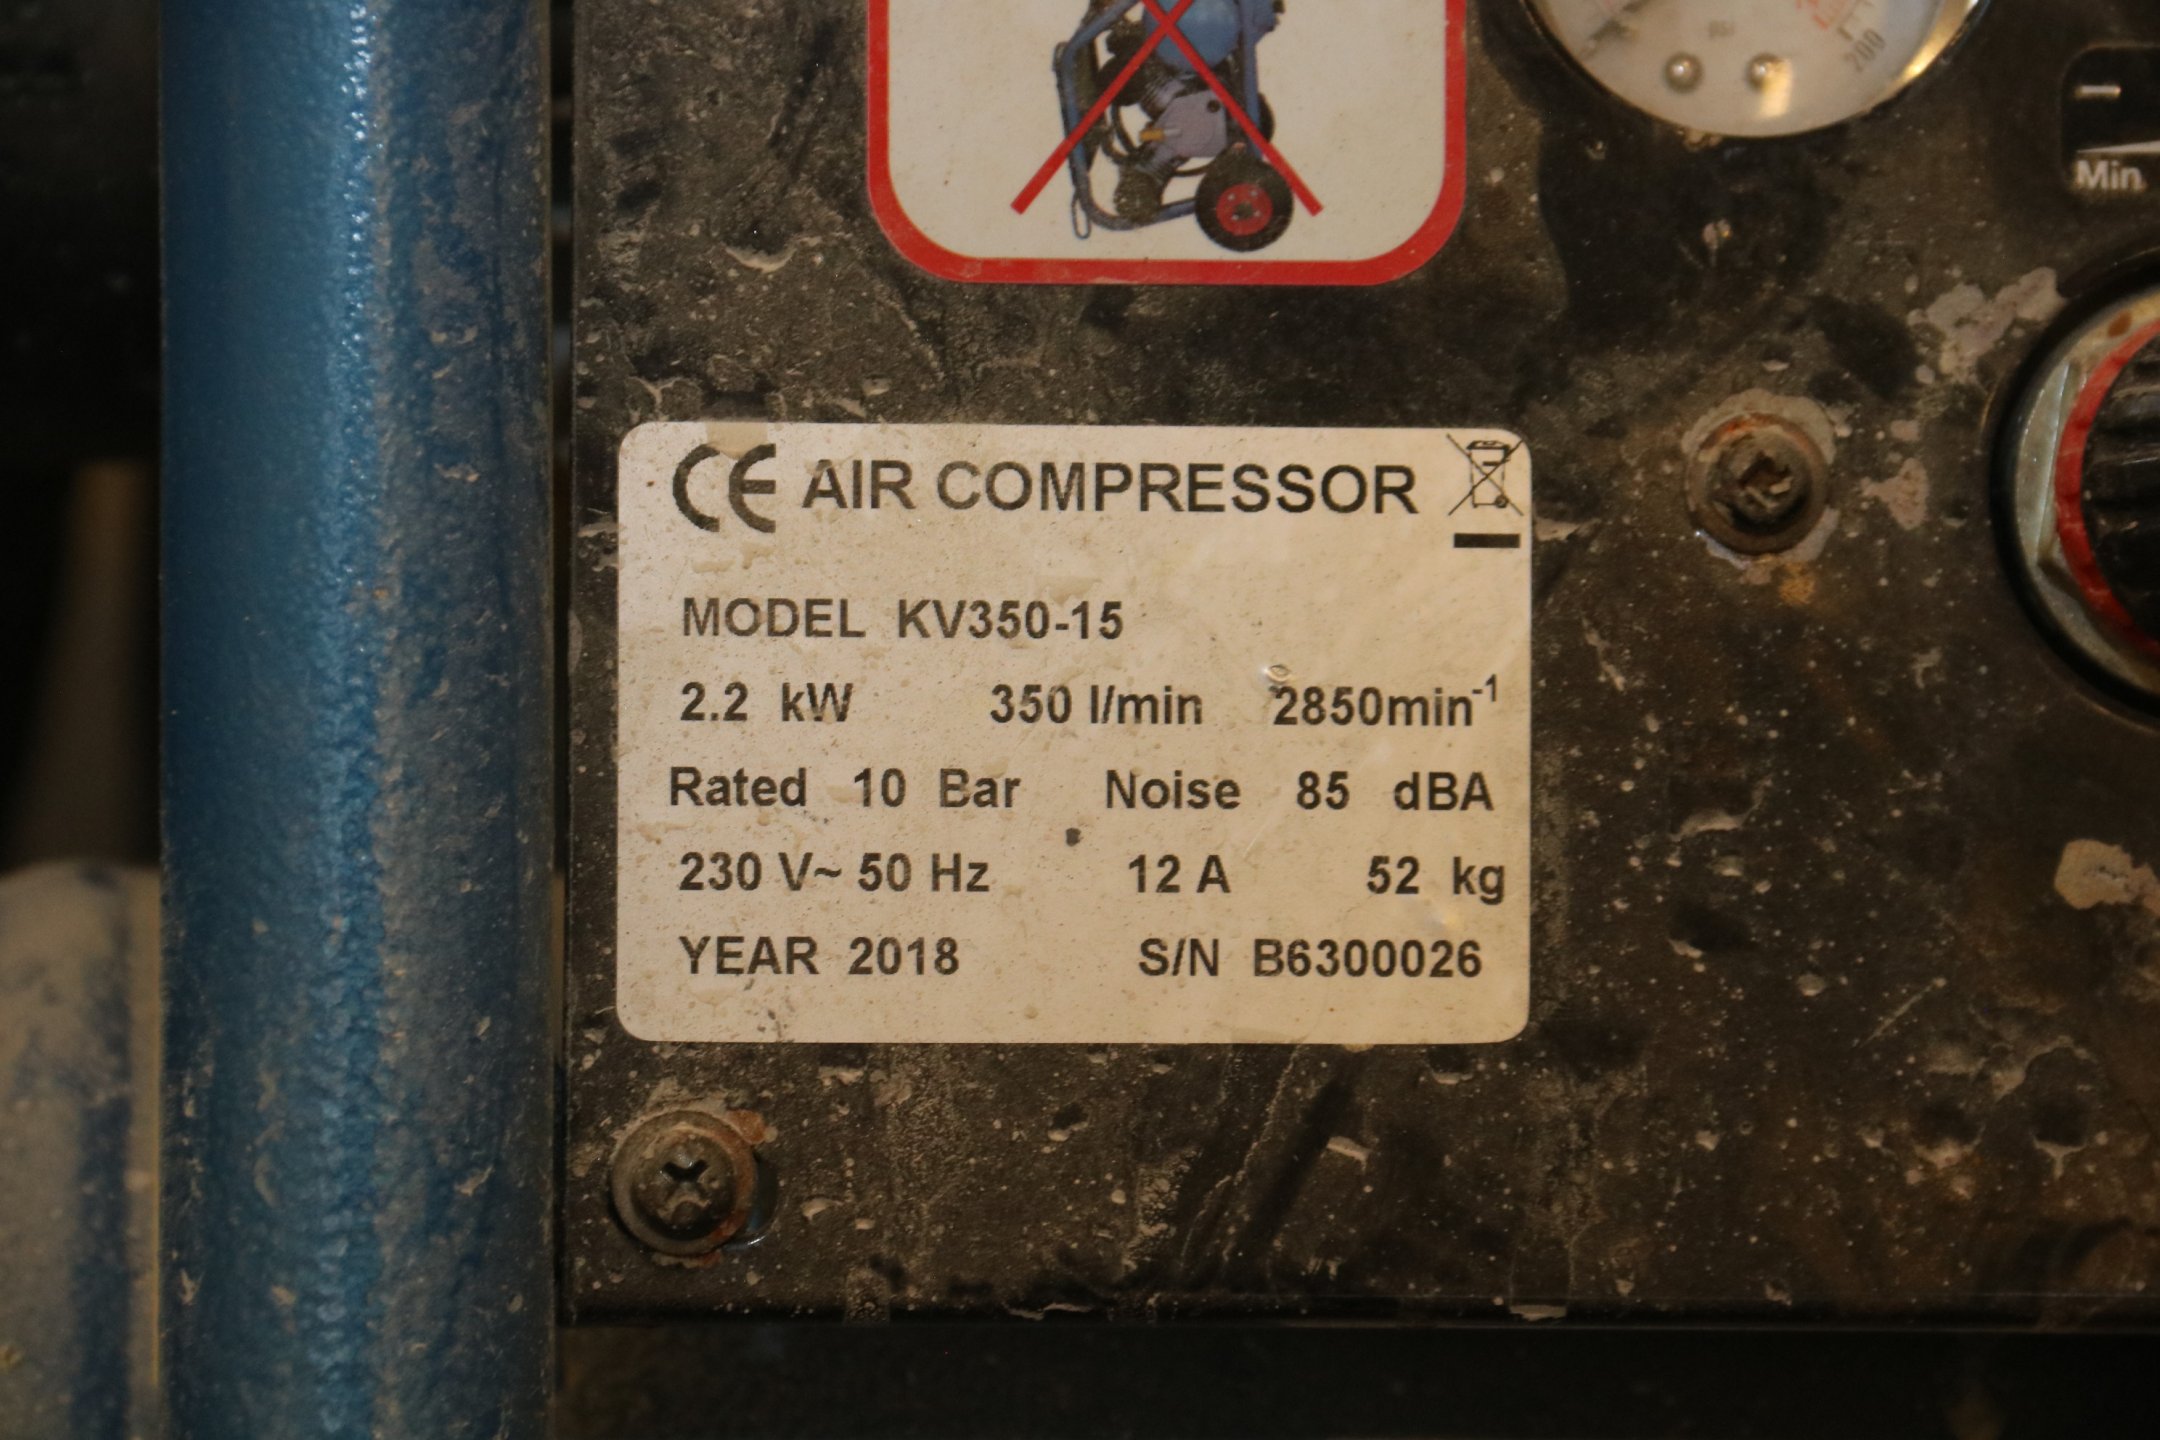 200
Min
CE AIR COMPRESSOR
MODEL KV350-15
2.2 kW 350 l/min 2850min⁻¹
Rated 10 Bar Noise 85 dBA
230 V~ 50 Hz 12 A 52 kg
YEAR 2018 S/N B6300026